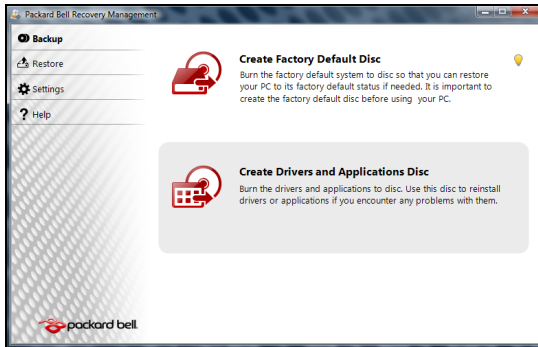 Packard Bell Recovery Management
Backup
Restore
Settings
Help
Create Factory Default Disc
Burn the factory default system to disc so that you can restore
your PC to its factory default status if needed. It is important to
create the factory default disc before using  your PC.
Create Drivers and Applications Disc
Burn the drivers and applications to disc. Use this disc to reinstall
drivers or applications if you encounter any problems with them.
packard bell.